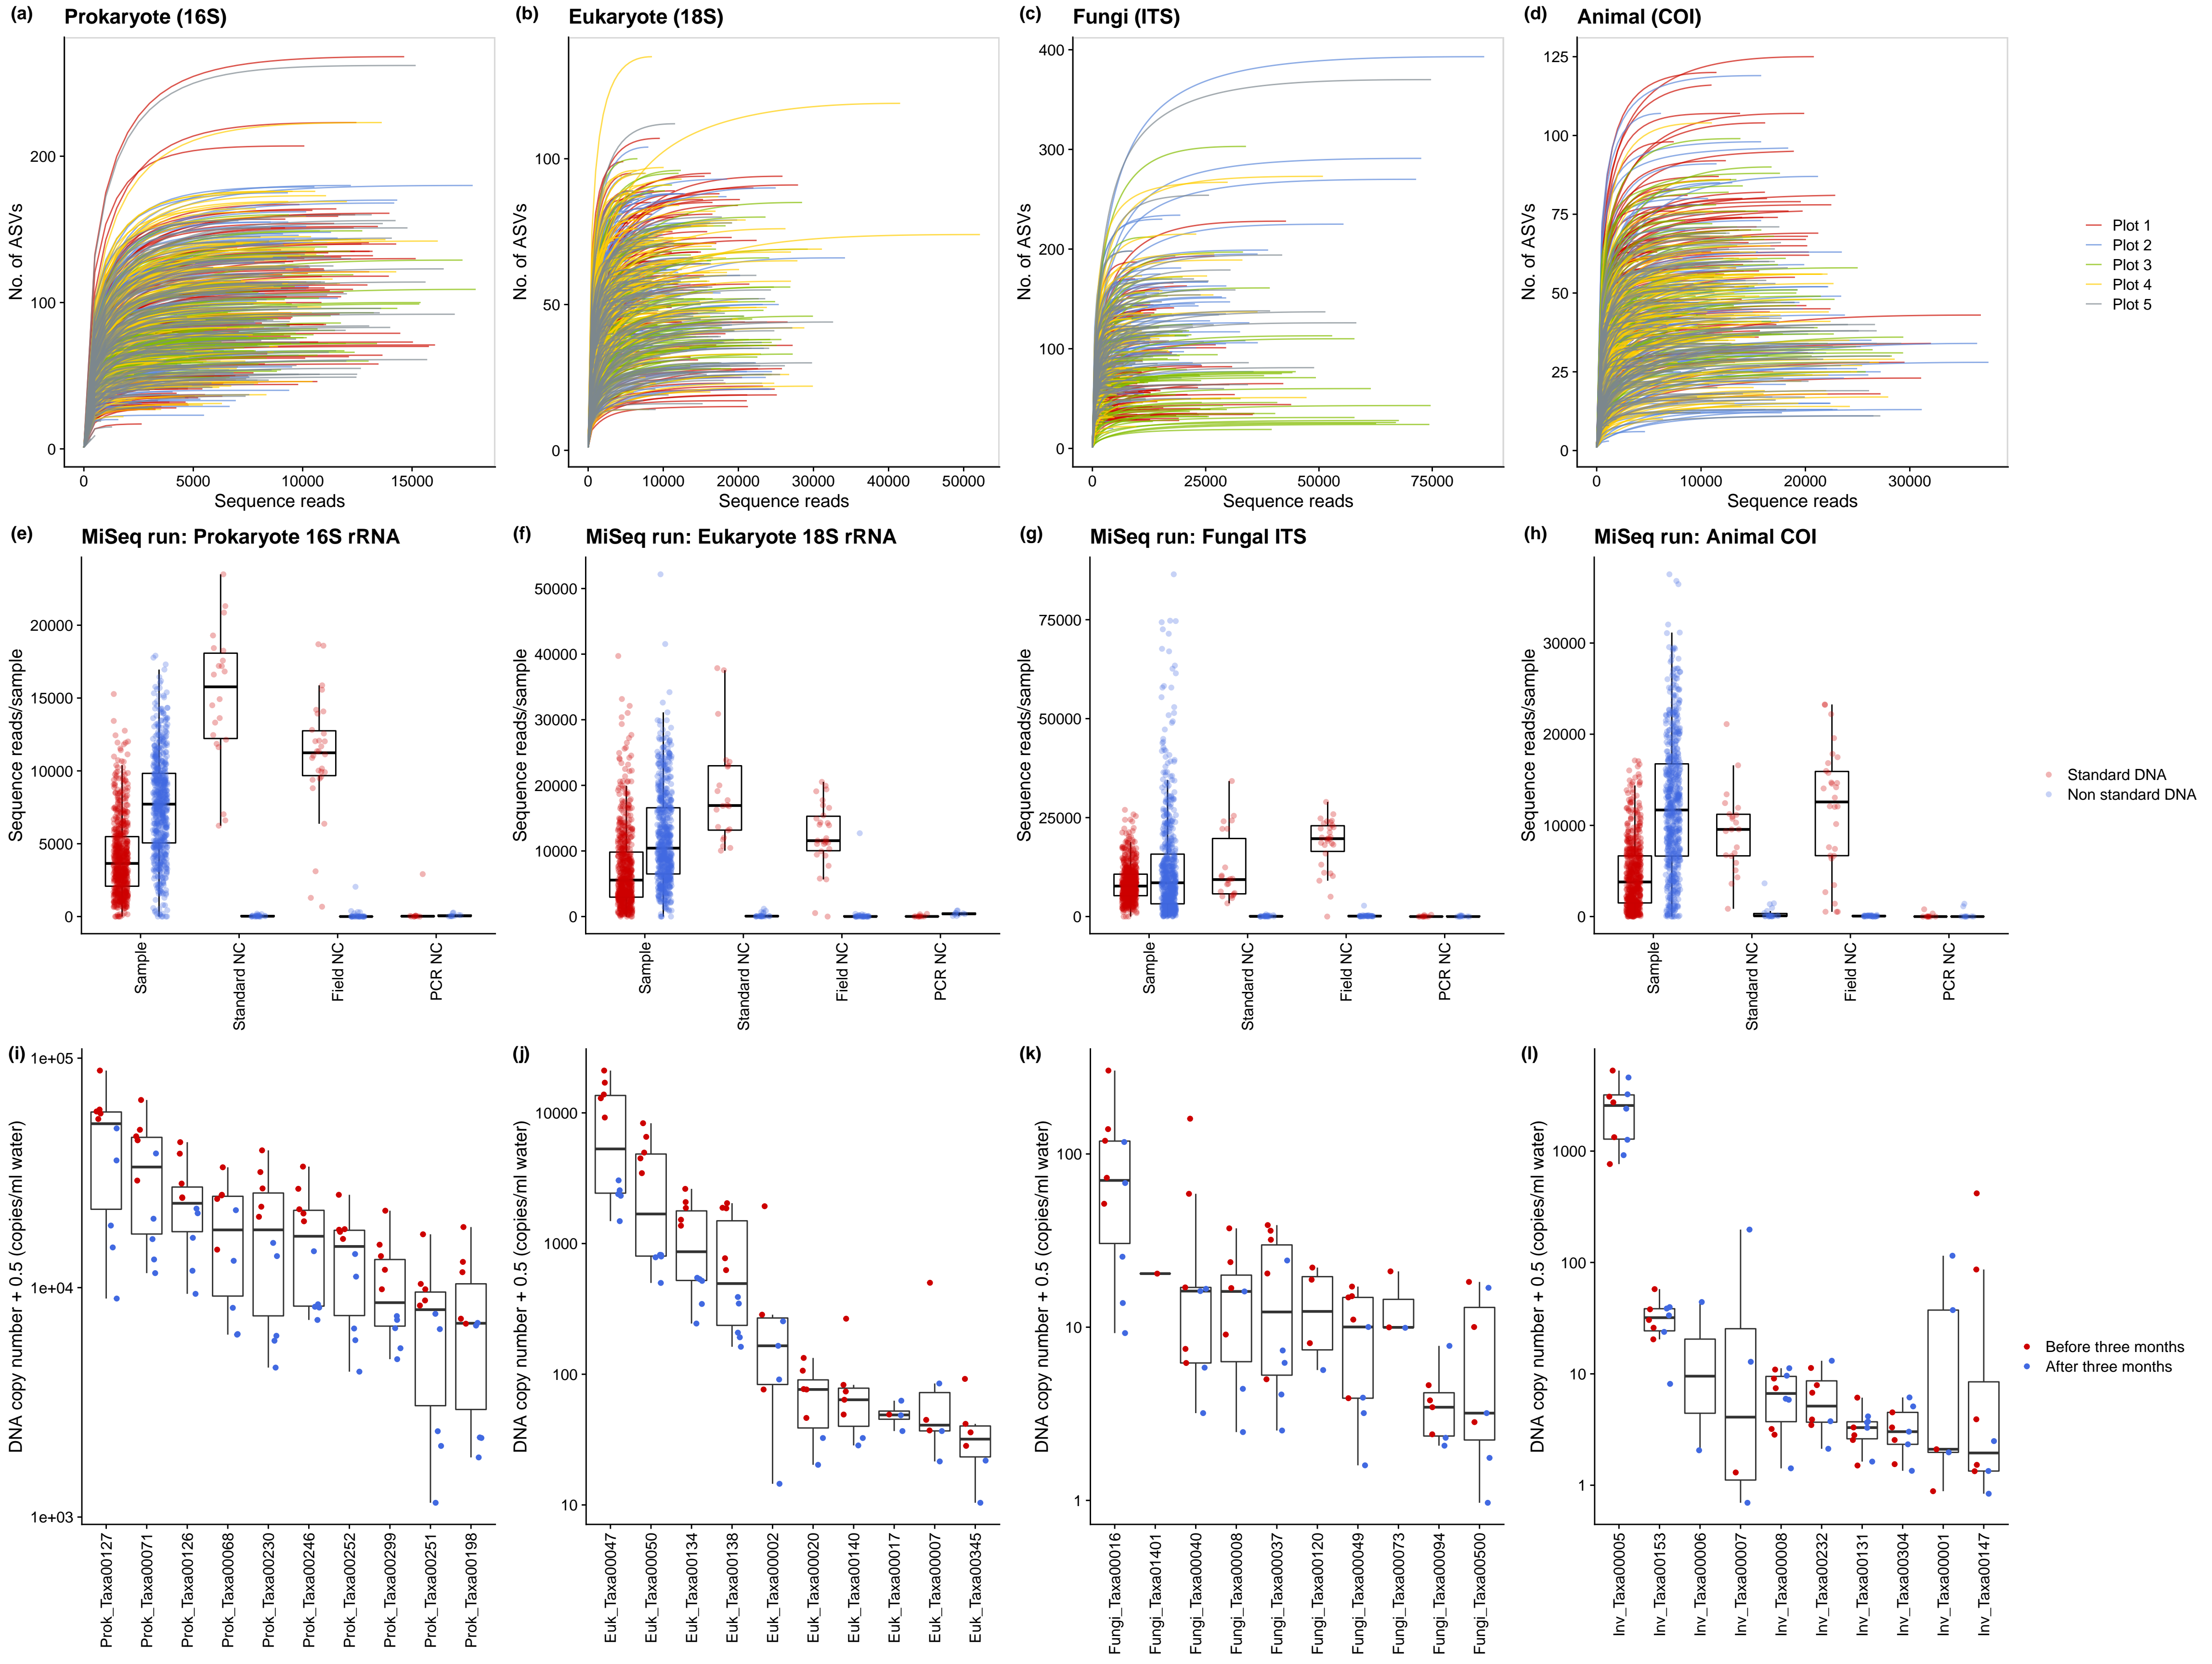 (a) Prokaryote (16S)
(b) Eukaryote (18S)
(c) Fungi (ITS)
(d) Animal (COI)
No. of ASVs
200
100
0
0 5000 10000 15000
Sequence reads
No. of ASVs
100
50
0
0 10000 20000 30000 40000 50000
Sequence reads
No. of ASVs
400
300
200
100
0
0 25000 50000 75000
Sequence reads
No. of ASVs
125
100
75
50
25
0
0 10000 20000 30000
Sequence reads
Plot 1
Plot 2
Plot 3
Plot 4
Plot 5
(e) MiSeq run: Prokaryote 16S rRNA
(f) MiSeq run: Eukaryote 18S rRNA
(g) MiSeq run: Fungal ITS
(h) MiSeq run: Animal COI
Sequence reads/sample
20000
15000
10000
5000
0
Sample
Standard NC
Field NC
PCR NC
Sequence reads/sample
50000
40000
30000
20000
10000
0
Sample
Standard NC
Field NC
PCR NC
Sequence reads/sample
75000
50000
25000
0
Sample
Standard NC
Field NC
PCR NC
Sequence reads/sample
30000
20000
10000
0
Sample
Standard NC
Field NC
PCR NC
Standard DNA
Non standard DNA
(i)
DNA copy number + 0.5 (copies/ml water)
1e+05
1e+04
1e+03
Prok_Taxa00127
Prok_Taxa00071
Prok_Taxa00126
Prok_Taxa00068
Prok_Taxa00230
Prok_Taxa00246
Prok_Taxa00252
Prok_Taxa00299
Prok_Taxa00251
Prok_Taxa00198
(j)
DNA copy number + 0.5 (copies/ml water)
10000
1000
100
10
Euk_Taxa00047
Euk_Taxa00050
Euk_Taxa00134
Euk_Taxa00138
Euk_Taxa00002
Euk_Taxa00020
Euk_Taxa00140
Euk_Taxa00017
Euk_Taxa00007
Euk_Taxa00345
(k)
DNA copy number + 0.5 (copies/ml water)
100
10
1
Fungi_Taxa00016
Fungi_Taxa01401
Fungi_Taxa00040
Fungi_Taxa00008
Fungi_Taxa00037
Fungi_Taxa00120
Fungi_Taxa00049
Fungi_Taxa00073
Fungi_Taxa00094
Fungi_Taxa00500
(l)
DNA copy number + 0.5 (copies/ml water)
1000
100
10
1
Inv_Taxa00005
Inv_Taxa00153
Inv_Taxa00006
Inv_Taxa00007
Inv_Taxa00008
Inv_Taxa00232
Inv_Taxa00131
Inv_Taxa00304
Inv_Taxa00001
Inv_Taxa00147
Before three months
After three months